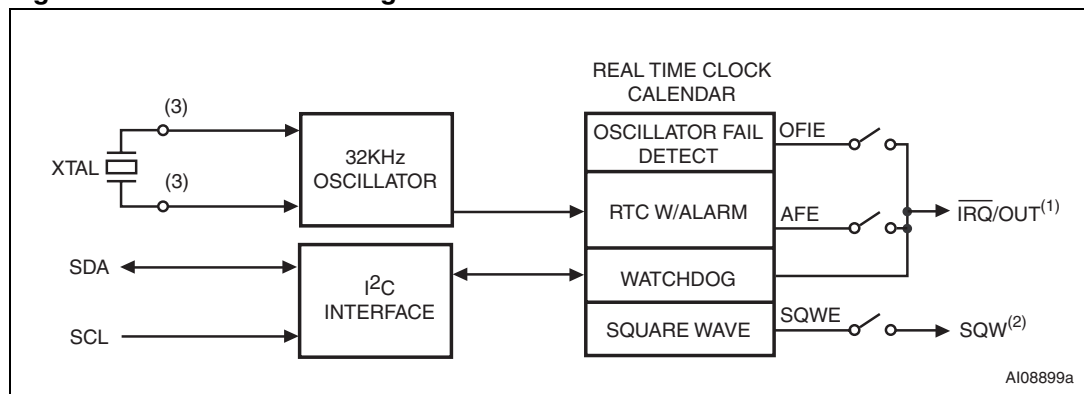 REAL TIME CLOCK
CALENDAR
(3)
XTAL
(3)
32KHz
OSCILLATOR
OSCILLATOR FAIL
DETECT
OFIE
RTC W/ALARM
AFE
IRQ/OUT(1)
SDA
SCL
I2C
INTERFACE
WATCHDOG
SQUARE WAVE
SQWE
SQW(2)
AI08899a